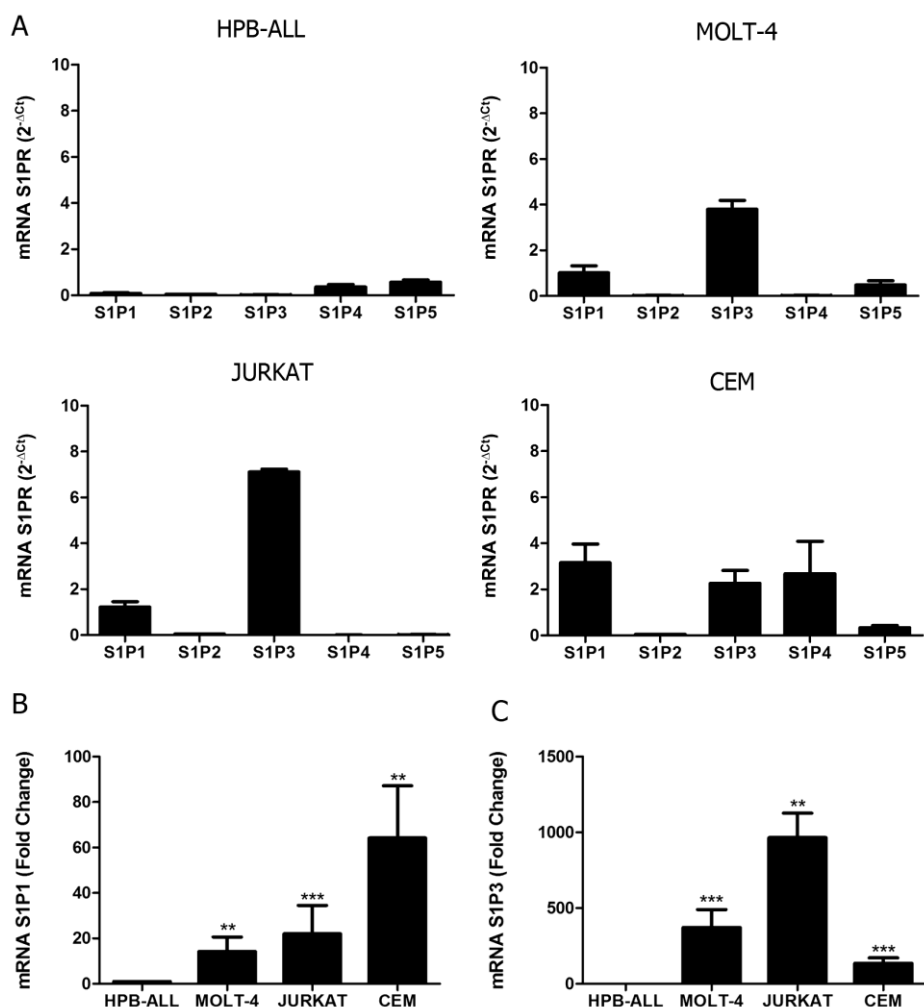 A
HPB-ALL
mRNA S1PR (2-ΔCt)
10
8
6
4
2
0
S1P1 S1P2 S1P3 S1P4 S1P5
MOLT-4
mRNA S1PR (2-ΔCt)
10
8
6
4
2
0
S1P1 S1P2 S1P3 S1P4 S1P5
JURKAT
mRNA S1PR (2-ΔCt)
10
8
6
4
2
0
S1P1 S1P2 S1P3 S1P4 S1P5
CEM
mRNA S1PR (2-ΔCt)
10
8
6
4
2
0
S1P1 S1P2 S1P3 S1P4 S1P5
B
mRNA S1P1 (Fold Change)
100
80
60
40
20
0
** *** **
HPB-ALL MOLT-4 JURKAT CEM
C
mRNA S1P3 (Fold Change)
1500
1000
500
0
*** ** ***
HPB-ALL MOLT-4 JURKAT CEM